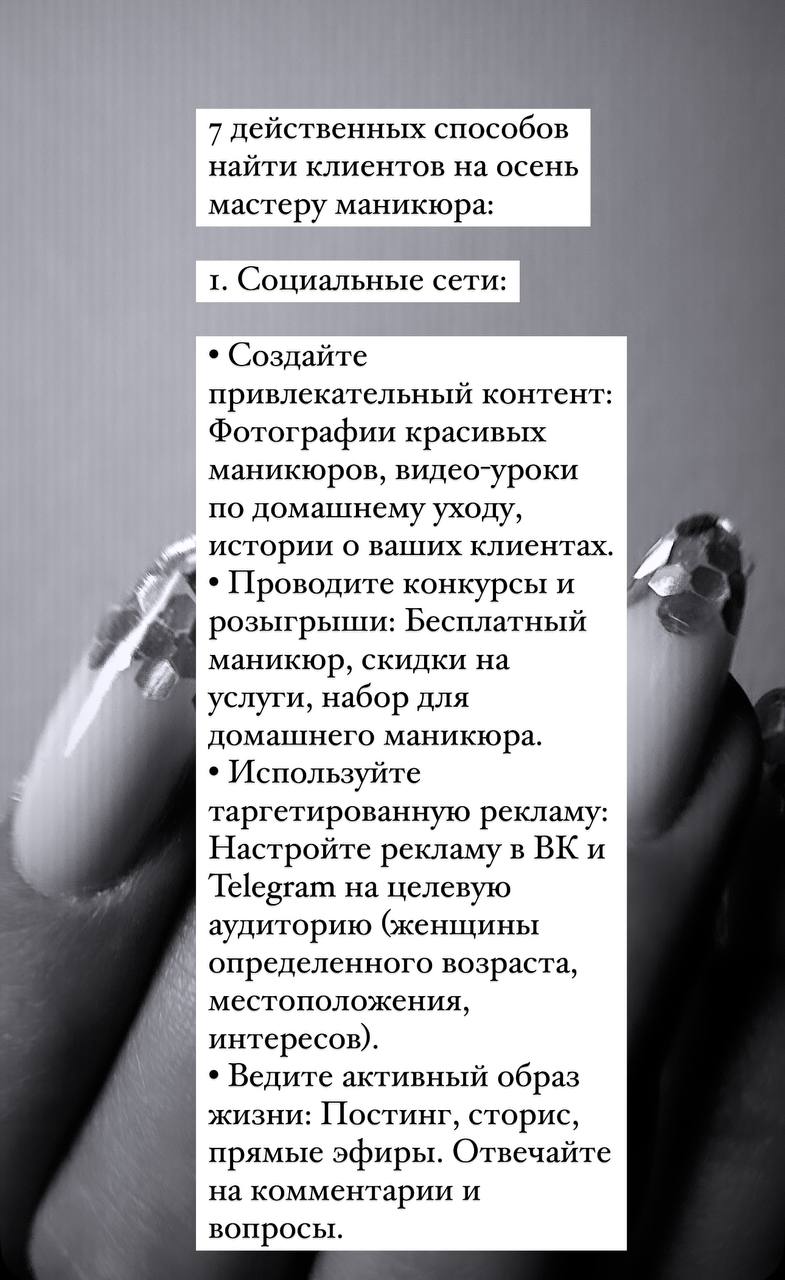 7 действенных способов
найти клиентов на осень
мастеру маникюра:
1. Социальные сети:
• Создайте
привлекательный контент:
Фотографии красивых
маникюров, видео-уроки
по домашнему уходу,
истории о ваших клиентах.
• Проводите конкурсы и
розыгрыши: Бесплатный
маникюр, скидки на
услуги, набор для
домашнего маникюра.
• Используйте
таргетированную рекламу:
Настройте рекламу в ВК и
Telegram на целевую
аудиторию (женщины
определенного возраста,
местоположения,
интересов).
• Ведите активный образ
жизни: Постинг, сторис,
прямые эфиры. Отвечайте
на комментарии и
вопросы.